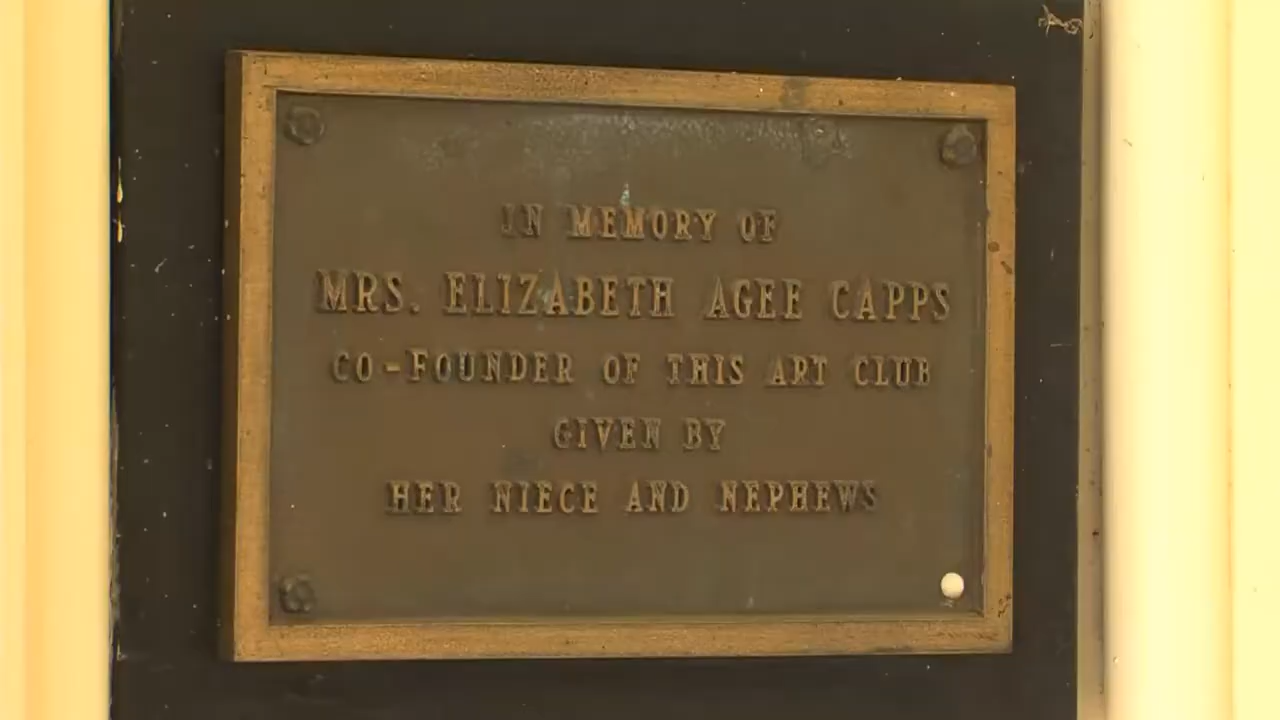 IN MEMORY OF
MRS. ELIZABETH AGEE CAPPS
CO-FOUNDER OF THIS ART CLUB
GIVEN BY
HER NIECE AND NEPHEWS